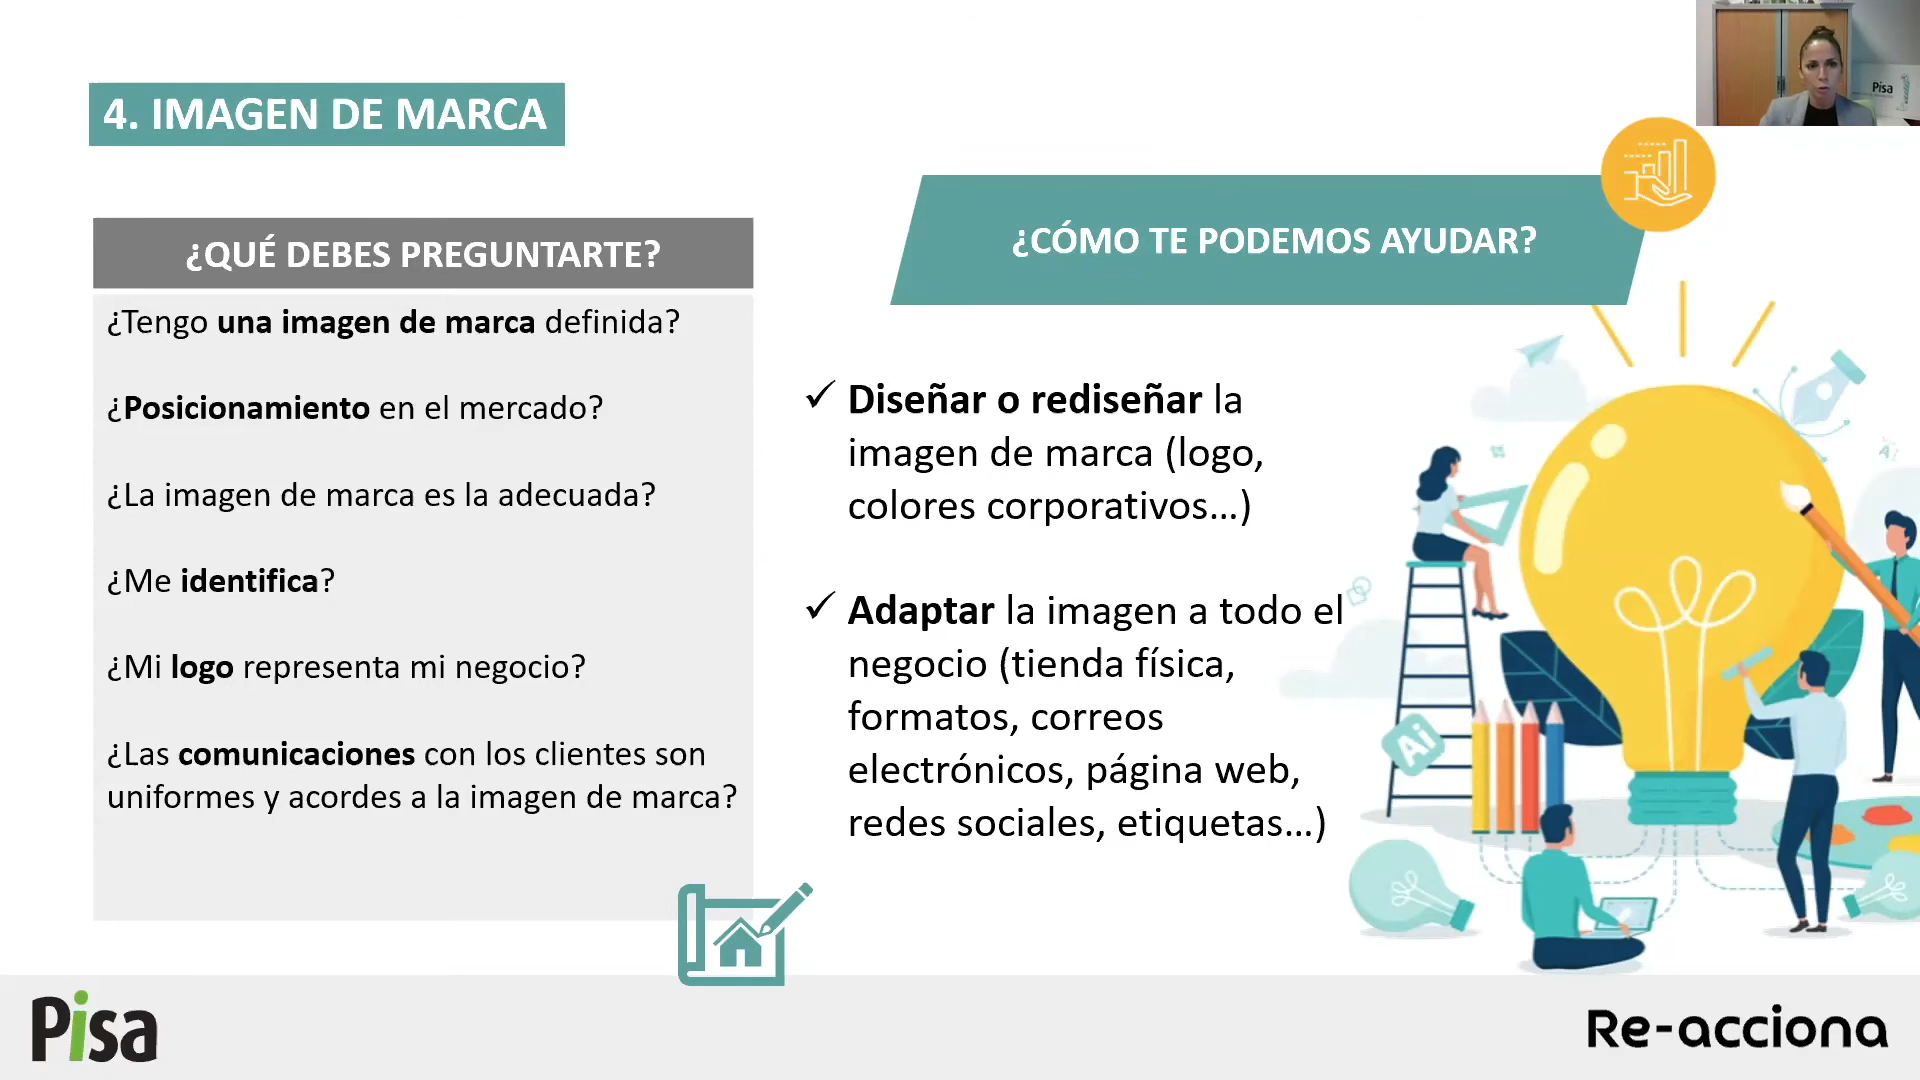 4. IMAGEN DE MARCA
¿QUÉ DEBES PREGUNTARTE?
¿Tengo una imagen de marca definida?
¿Posicionamiento en el mercado?
¿La imagen de marca es la adecuada?
¿Me identifica?
¿Mi logo representa mi negocio?
¿Las comunicaciones con los clientes son
uniformes y acordes a la imagen de marca?
¿CÓMO TE PODEMOS AYUDAR?
✓ Diseñar o rediseñar la
imagen de marca (logo,
colores corporativos...)
✓ Adaptar la imagen a todo el
negocio (tienda física,
formatos, correos
electrónicos, página web,
redes sociales, etiquetas...)
Pisa
Ai
Ai
Pisa
Re-acciona